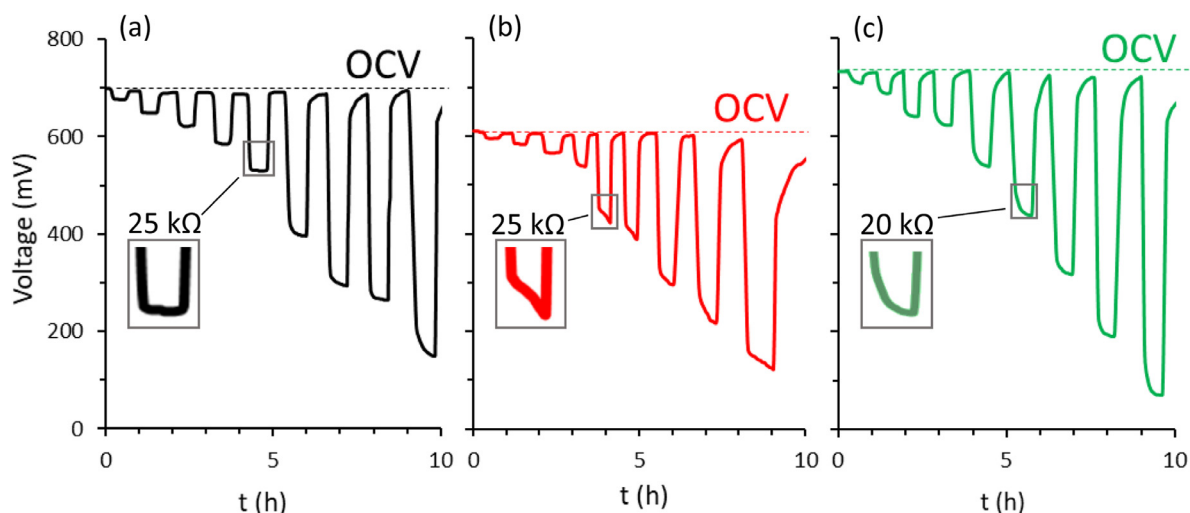 (a)
(b)
(c)
800
600
400
200
0
Voltage (mV)
OCV
OCV
OCV
25 kΩ
25 kΩ
20 kΩ
0
5
10
0
5
10
0
5
10
t (h)
t (h)
t (h)